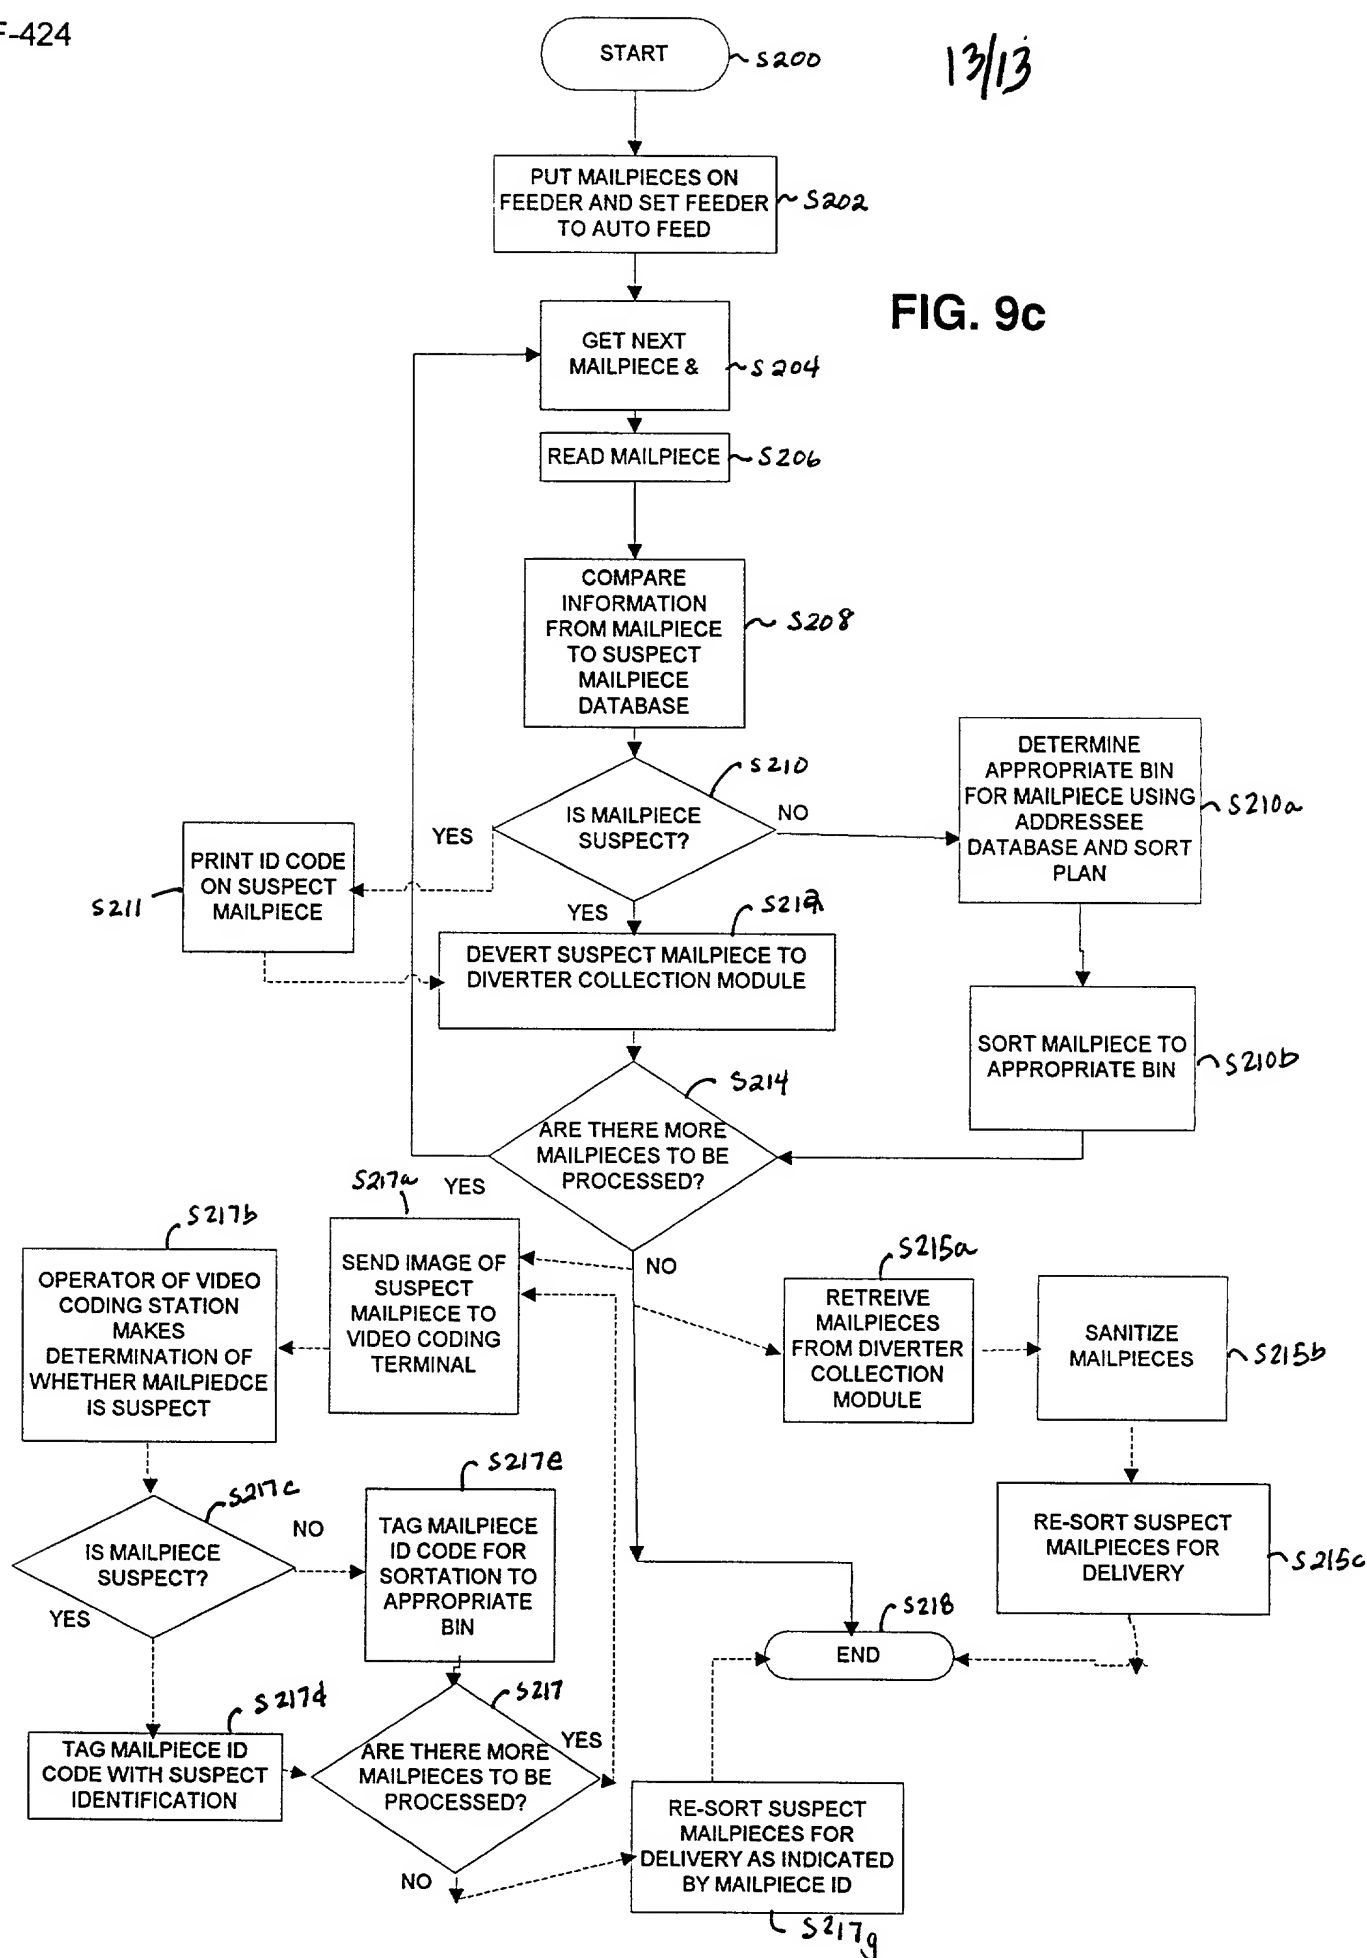 F-424
13/13
START
S200
PUT MAILPIECES ON
FEEDER AND SET FEEDER
TO AUTO FEED
S202
FIG. 9c
GET NEXT
MAILPIECE &
S204
READ MAILPIECE
S206
COMPARE
INFORMATION
FROM MAILPIECE
TO SUSPECT
MAILPIECE
DATABASE
S208
IS MAILPIECE
SUSPECT?
S210
NO
YES
YES
DETERMINE
APPROPRIATE BIN
FOR MAILPIECE USING
ADDRESSEE
DATABASE AND SORT
PLAN
S210a
PRINT ID CODE
ON SUSPECT
MAILPIECE
S211
DEVERT SUSPECT MAILPIECE TO
DIVERTER COLLECTION MODULE
S212
SORT MAILPIECE TO
APPROPRIATE BIN
S210b
ARE THERE MORE
MAILPIECES TO BE
PROCESSED?
S214
YES
NO
SEND IMAGE OF
SUSPECT
MAILPIECE TO
VIDEO CODING
TERMINAL
S217a
OPERATOR OF VIDEO
CODING STATION
MAKES
DETERMINATION OF
WHETHER MAILPIEDCE
IS SUSPECT
S217b
RETREIVE
MAILPIECES
FROM DIVERTER
COLLECTION
MODULE
S215a
SANITIZE
MAILPIECES
S215b
RE-SORT SUSPECT
MAILPIECES FOR
DELIVERY
S215c
IS MAILPIECE
SUSPECT?
S217c
NO
YES
TAG MAILPIECE
ID CODE FOR
SORTATION TO
APPROPRIATE
BIN
S217e
END
S218
TAG MAILPIECE ID
CODE WITH SUSPECT
IDENTIFICATION
S217d
ARE THERE MORE
MAILPIECES TO BE
PROCESSED?
S217
YES
NO
RE-SORT SUSPECT
MAILPIECES FOR
DELIVERY AS INDICATED
BY MAILPIECE ID
S217g